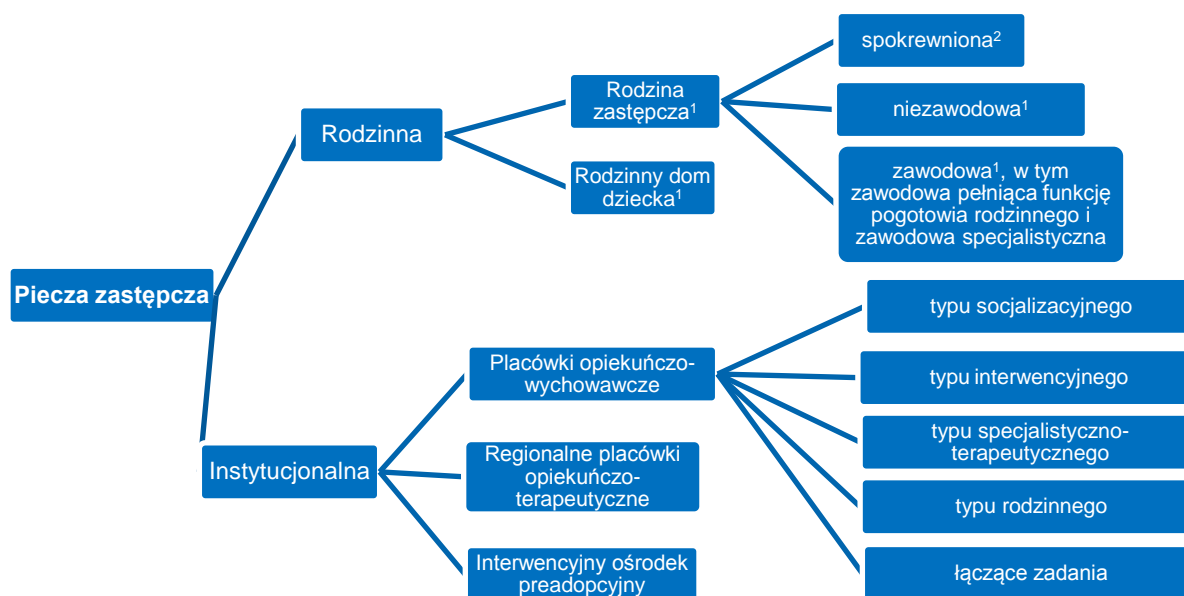 Piecza zastępcza
Rodzinna
Rodzina
zastępcza¹
spokrewniona²
niezawodowa¹
zawodowa¹, w tym
zawodowa pełniąca funkcję
pogotowia rodzinnego i
zawodowa specjalistyczna
Rodzinny dom
dziecka¹
Instytucjonalna
Placówki opiekuńczo-
wychowawcze
typu socjalizacyjnego
typu interwencyjnego
typu specjalistyczno-
terapeutycznego
typu rodzinnego
łączące zadania
Regionalne placówki
opiekuńczo-
terapeutyczne
Interwencyjny ośrodek
preadopcyjny